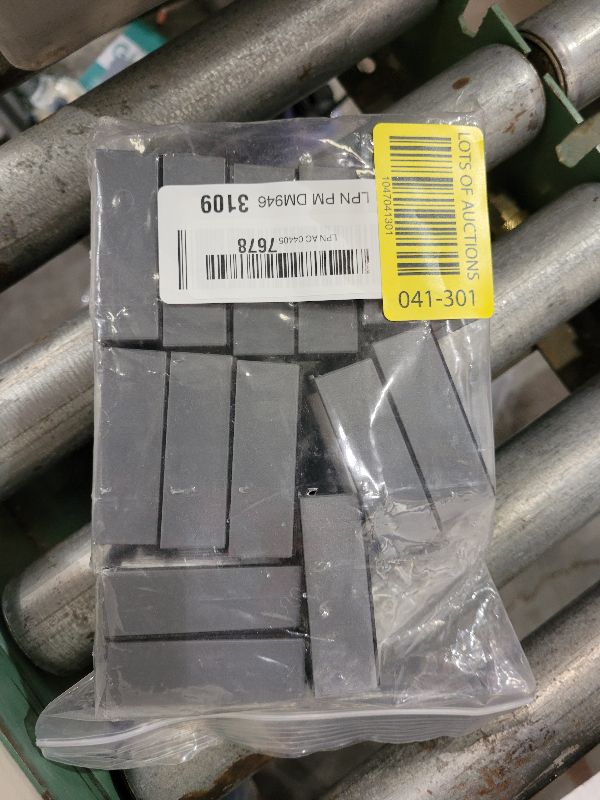 LPN PM DM946 3109
LPN AC 04405
7678
LOTS OF AUCTIONS
1047041301
041-301